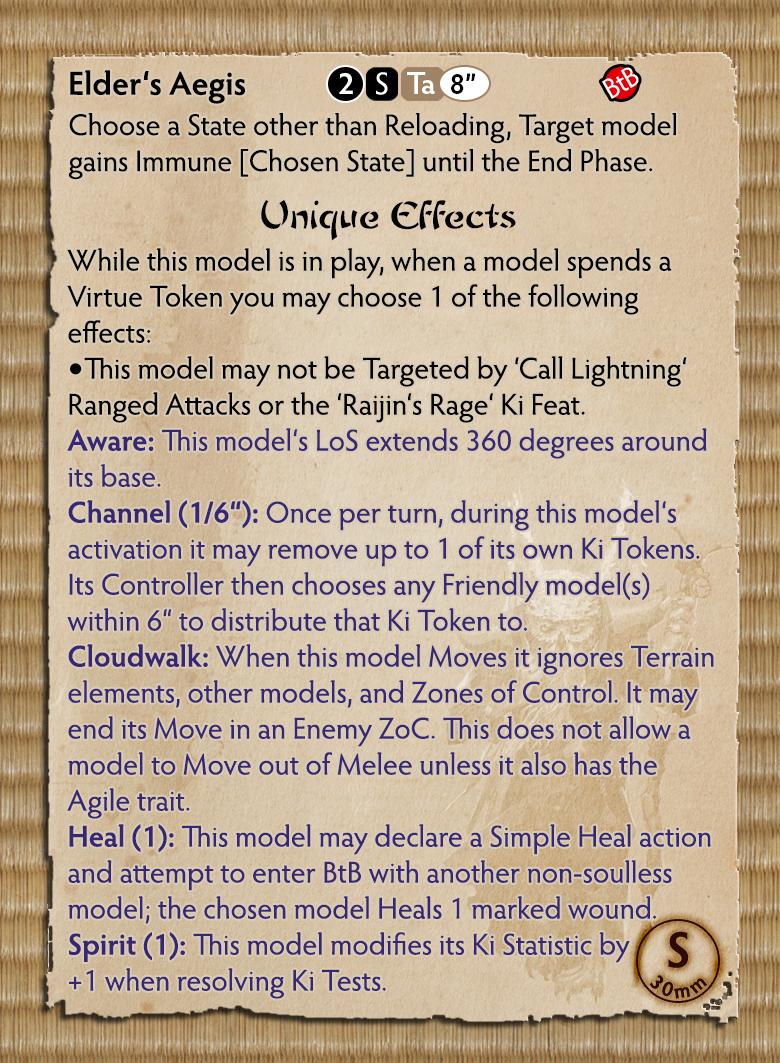 Elder's Aegis 2 S Ta 8" BtB
Choose a State other than Reloading, Target model
gains Immune [Chosen State] until the End Phase.
Unique Effects
While this model is in play, when a model spends a
Virtue Token you may choose 1 of the following
effects:
•This model may not be Targeted by 'Call Lightning'
Ranged Attacks or the 'Raijin's Rage' Ki Feat.
Aware: This model's LoS extends 360 degrees around
its base.
Channel (1/6"): Once per turn, during this model's
activation it may remove up to 1 of its own Ki Tokens.
Its Controller then chooses any Friendly model(s)
within 6" to distribute that Ki Token to.
Cloudwalk: When this model Moves it ignores Terrain
elements, other models, and Zones of Control. It may
end its Move in an Enemy ZoC. This does not allow a
model to Move out of Melee unless it also has the
Agile trait.
Heal (1): This model may declare a Simple Heal action
and attempt to enter BtB with another non-soulless
model; the chosen model Heals 1 marked wound.
Spirit (1): This model modifies its Ki Statistic by
+1 when resolving Ki Tests.
S
30mm